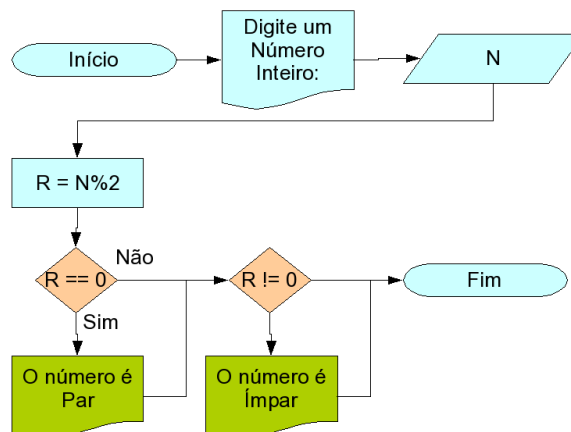 Início
Digite um
Número
Inteiro:
N
R = N%2
R == 0
Não
Sim
R != 0
Fim
O número é
Par
O número é
Ímpar